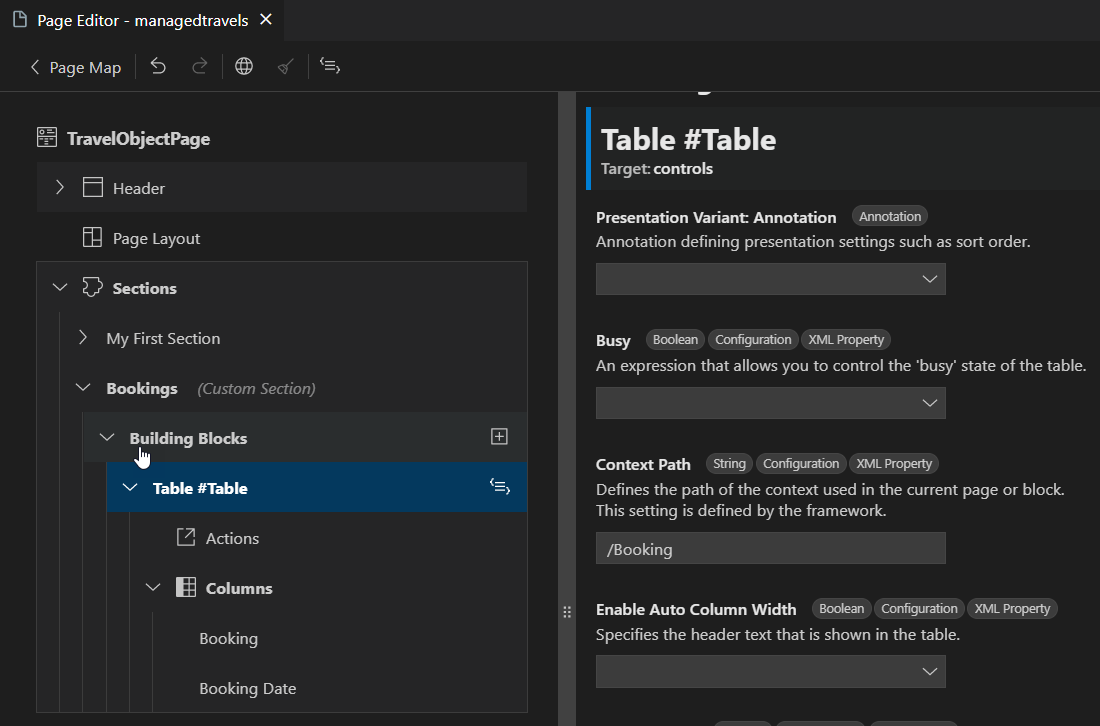 Page Editor - managedtravels
Page Map
TravelObjectPage
Header
Page Layout
Sections
My First Section
Bookings (Custom Section)
Building Blocks
Table #Table
Actions
Columns
Booking
Booking Date
Table #Table
Target: controls
Presentation Variant: Annotation Annotation
Annotation defining presentation settings such as sort order.
Busy Boolean Configuration XML Property
An expression that allows you to control the 'busy' state of the table.
Context Path String Configuration XML Property
Defines the path of the context used in the current page or block.
This setting is defined by the framework.
/Booking
Enable Auto Column Width Boolean Configuration XML Property
Specifies the header text that is shown in the table.